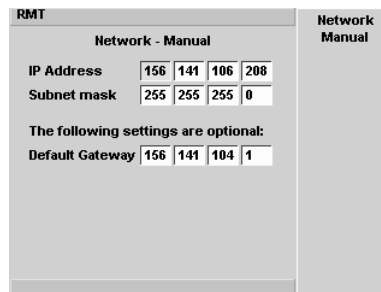 RMT
Network - Manual
IP Address 156 141 106 208
Subnet mask 255 255 255 0
The following settings are optional:
Default Gateway 156 141 104 1
Network
Manual